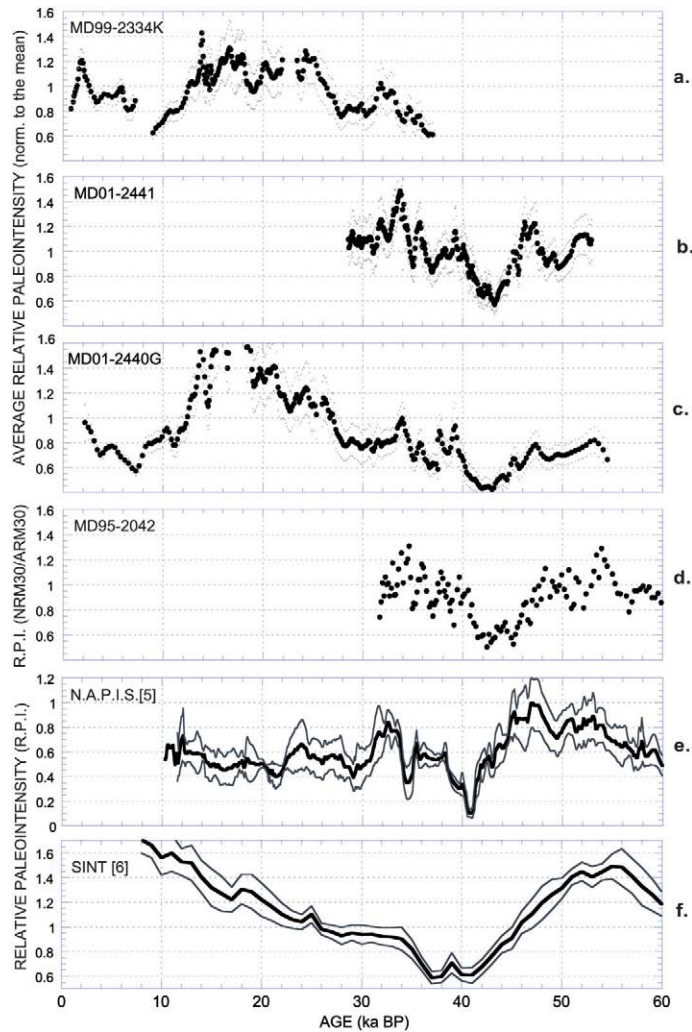 MD99-2334K
1.6
1.4
1.2
1
0.8
0.6
a.
MD01-2441
1.6
1.4
1.2
1
0.8
0.6
b.
AVERAGE RELATIVE PALEOINTENSITY (norm. to the mean)
MD01-2440G
1.6
1.4
1.2
1
0.8
0.6
c.
MD95-2042
1.6
1.4
1.2
1
0.8
0.6
d.
R.P.I. (NRM30/ARM30)
N.A.P.I.S.[5]
1.2
1
0.8
0.6
0.4
0.2
0
e.
SINT [6]
1.6
1.4
1.2
1
0.8
0.6
f.
RELATIVE PALEOINTENSITY (R.P.I.)
0 10 20 30 40 50 60
AGE (ka BP)